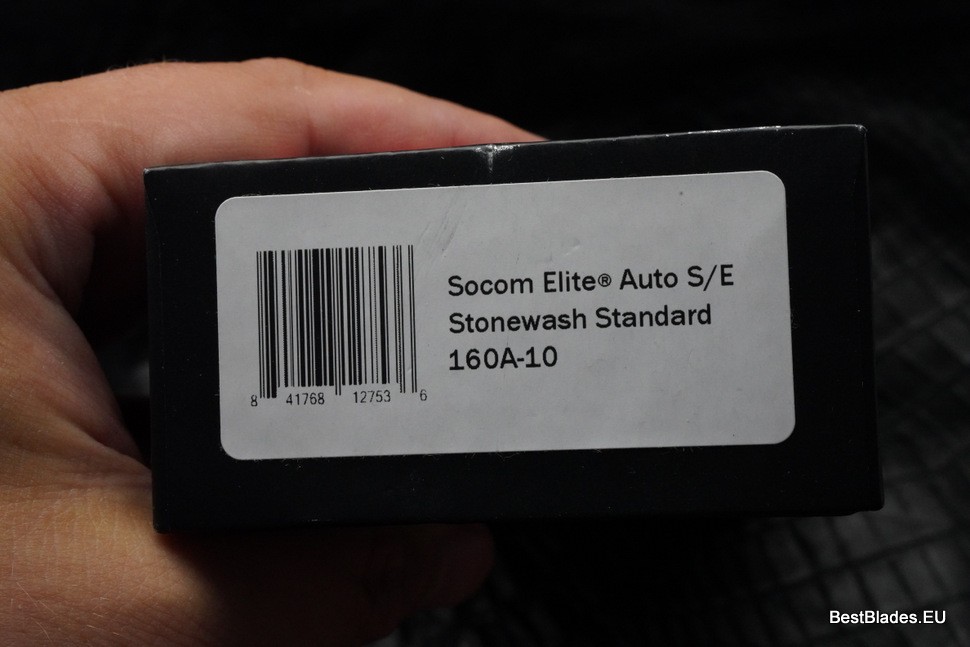 Socom Elite® Auto S/E
Stonewash Standard
160A-10
8 41768 12753 6
BestBlades.EU